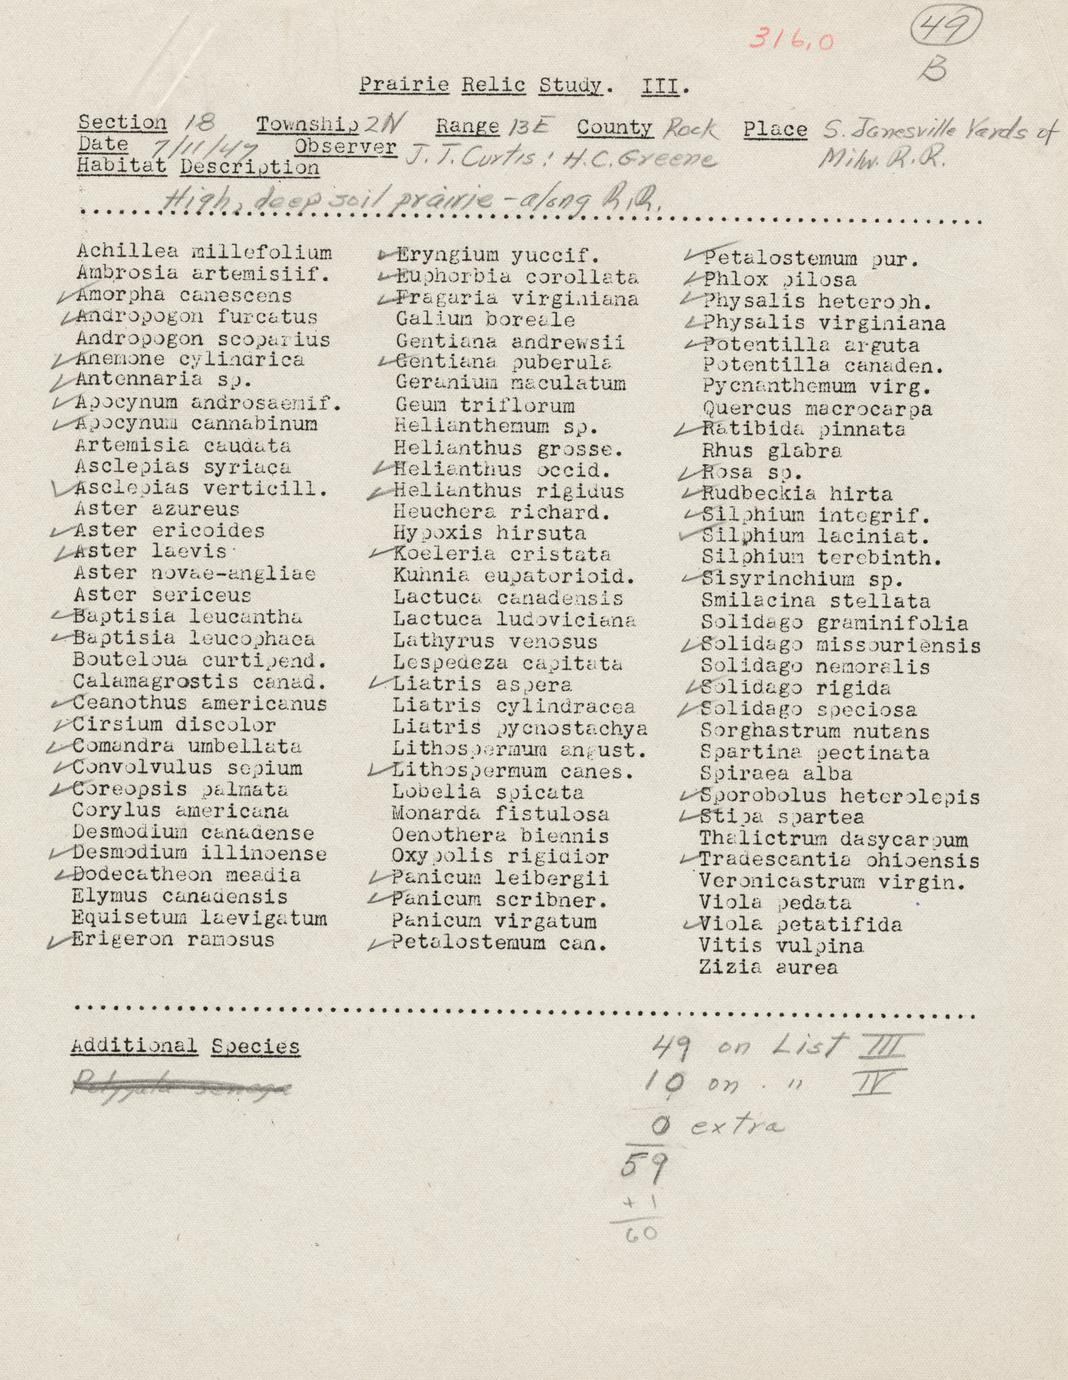 316.0
49
B
Prairie Relic Study. III.
Section 18 Township 2N Range 13E County Rock Place S. Janesville Yards of
Date 7/11/47 Observer J. T. Curtis: H.C. Greene Milw. R.R.
Habitat Description
High, deep soil prairie - along R.R.
Achillea millefolium
Ambrosia artemisiif.
✓Amorpha canescens
✓Andropogon furcatus
Andropogon scoparius
✓Anemone cylindrica
✓Antennaria sp.
✓Apocynum androsaemif.
✓Apocynum cannabinum
Artemisia caudata
Asclepias syriaca
✓Asclepias verticill.
Aster azureus
✓Aster ericoides
✓Aster laevis
Aster novae-angliae
Aster sericeus
✓Baptisia leucantha
✓Baptisia leucophaea
Bouteloua curtipend.
Calamagrostis canad.
✓Ceanothus americanus
✓Cirsium discolor
✓Comandra umbellata
✓Convolvulus sepium
✓Coreopsis palmata
Corylus americana
Desmodium canadense
✓Desmodium illinoense
✓Dodecatheon meadia
Elymus canadensis
Equisetum laevigatum
✓Erigeron ramosus
✓Eryngium yuccif.
✓Euphorbia corollata
✓Fragaria virginiana
Galium boreale
Gentiana andrewsii
✓Gentiana puberula
Geranium maculatum
Geum triflorum
Helianthemum sp.
Helianthus grosse.
✓Helianthus occid.
✓Helianthus rigidus
Heuchera richard.
Hypoxis hirsuta
✓Koeleria cristata
Kuhnia eupatorioid.
Lactuca canadensis
Lactuca ludoviciana
Lathyrus venosus
Lespedeza capitata
✓Liatris aspera
Liatris cylindracea
Liatris pycnostachya
Lithospermum angust.
✓Lithospermum canes.
Lobelia spicata
Monarda fistulosa
Oenothera biennis
Oxypolis rigidior
✓Panicum leibergii
✓Panicum scribner.
Panicum virgatum
✓Petalostemum can.
✓Petalostemum pur.
✓Phlox pilosa
✓Physalis heteroph.
✓Physalis virginiana
✓Potentilla arguta
Potentilla canaden.
Pycnanthemum virg.
Quercus macrocarpa
✓Ratibida pinnata
Rhus glabra
✓Rosa sp.
✓Rudbeckia hirta
✓Silphium integrif.
✓Silphium laciniat.
Silphium terebinth.
✓Sisyrinchium sp.
Smilacina stellata
Solidago graminifolia
✓Solidago missouriensis
Solidago nemoralis
✓Solidago rigida
✓Solidago speciosa
Sorghastrum nutans
Spartina pectinata
Spiraea alba
✓Sporobolus heterolepis
✓Stipa spartea
Thalictrum dasycarpum
✓Tradescantia ohioensis
Veronicastrum virgin.
Viola pedata
✓Viola petatifida
Vitis vulpina
Zizia aurea
Additional Species
Polygala senega
49 on List III
10 on " IV
0 extra
59
+1
60